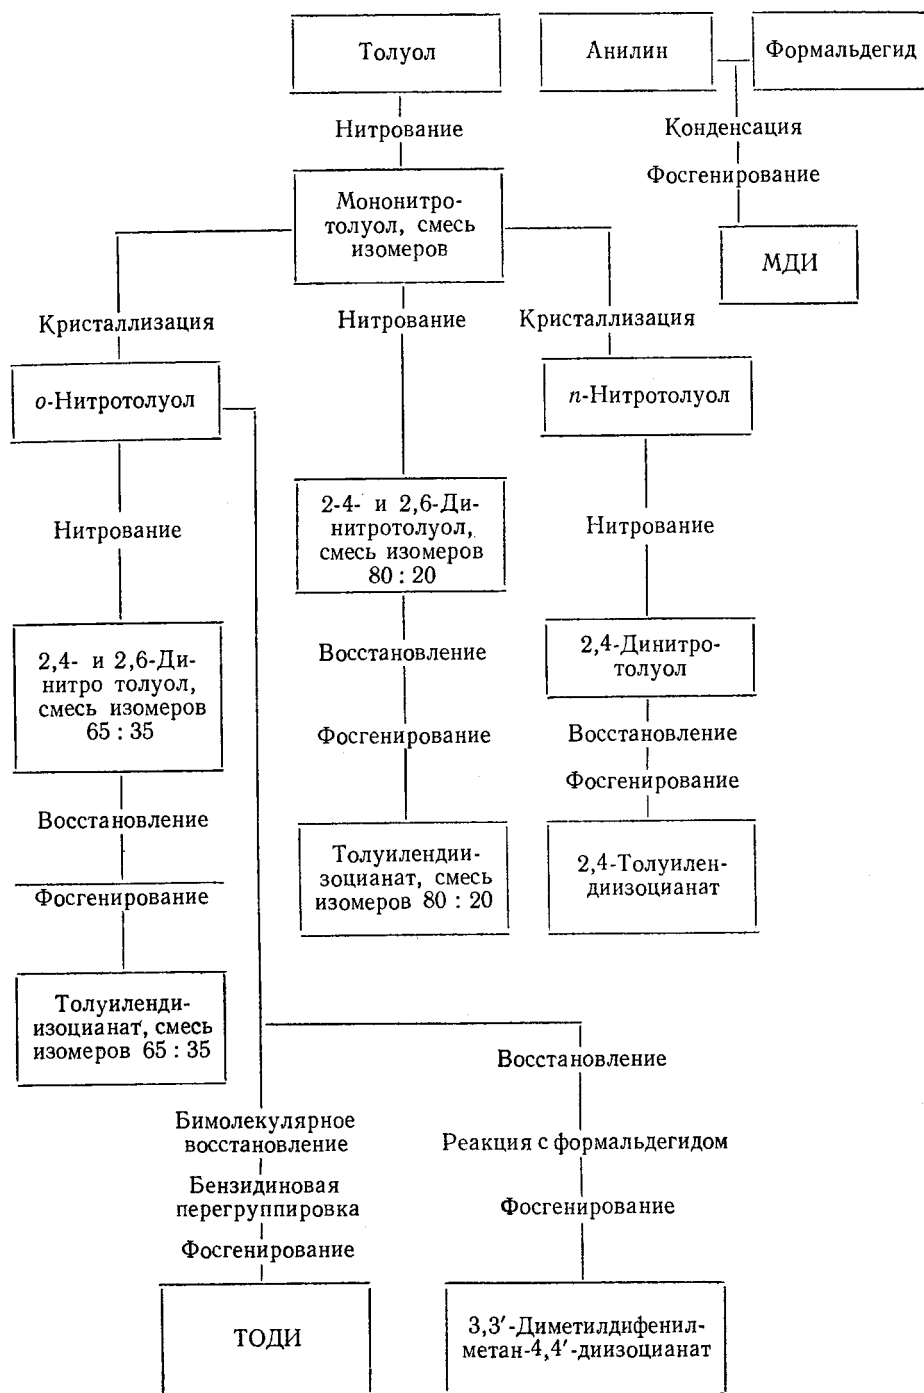 Толуол
Анилин
Формальдегид
Нитрование
Конденсация
Фосгенирование
Мононитро-
толуол, смесь
изомеров
МДИ
Кристаллизация
Нитрование
Кристаллизация
о-Нитротолуол
п-Нитротолуол
2-4- и 2,6-Ди-
нитротолуол,
смесь изомеров
80 : 20
Нитрование
Нитрование
2,4- и 2,6-Ди-
нитро толуол,
смесь изомеров
65 : 35
Восстановление
2,4-Динитро-
толуол
Фосгенирование
Восстановление
Фосгенирование
Восстановление
Толуилендии-
зоцианат, смесь
изомеров 80 : 20
2,4-Толуилен-
диизоцианат
Фосгенирование
Толуиленди-
изоцианат, смесь
изомеров 65 : 35
Восстановление
Бимолекулярное
восстановление
Реакция с формальдегидом
Бензидиновая
перегруппировка
Фосгенирование
Фосгенирование
ТОДИ
3,3′-Диметилдифенил-
метан-4,4′-диизоцианат